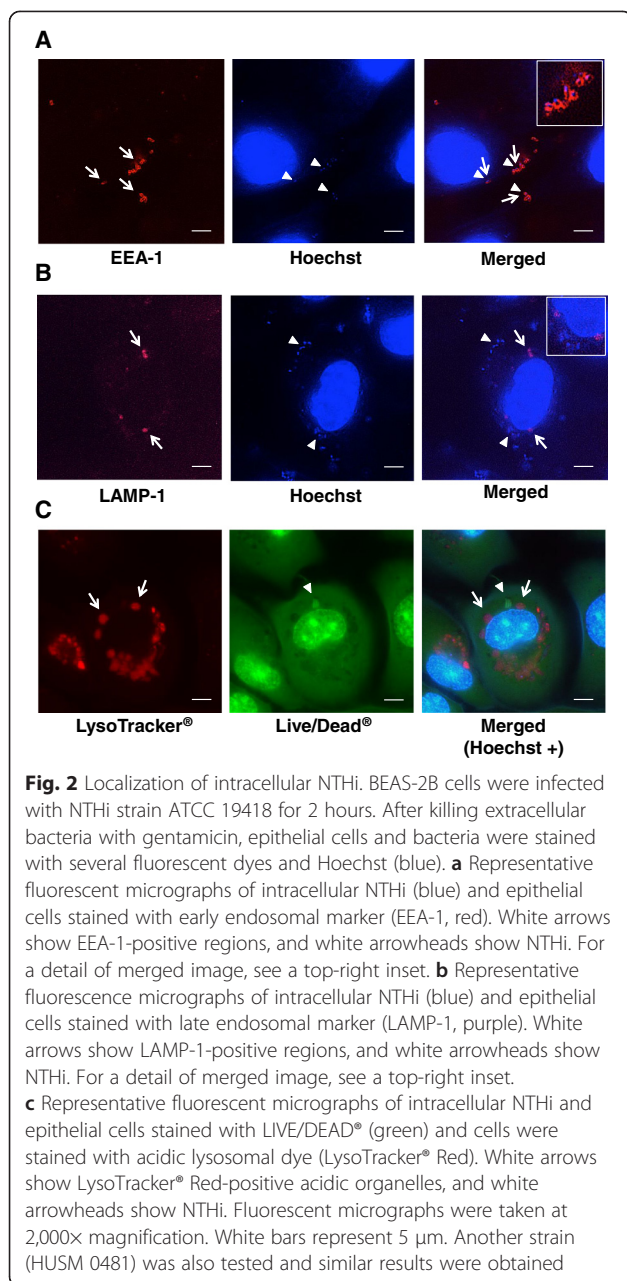 A
EEA-1 Hoechst Merged
B
LAMP-1 Hoechst Merged
C
LysoTracker® Live/Dead® Merged
(Hoechst +)
Fig. 2 Localization of intracellular NTHi. BEAS-2B cells were infected
with NTHi strain ATCC 19418 for 2 hours. After killing extracellular
bacteria with gentamicin, epithelial cells and bacteria were stained
with several fluorescent dyes and Hoechst (blue). a Representative
fluorescent micrographs of intracellular NTHi (blue) and epithelial
cells stained with early endosomal marker (EEA-1, red). White arrows
show EEA-1-positive regions, and white arrowheads show NTHi. For
a detail of merged image, see a top-right inset. b Representative
fluorescence micrographs of intracellular NTHi (blue) and epithelial
cells stained with late endosomal marker (LAMP-1, purple). White
arrows show LAMP-1-positive regions, and white arrowheads show
NTHi. For a detail of merged image, see a top-right inset.
c Representative fluorescent micrographs of intracellular NTHi and
epithelial cells stained with LIVE/DEAD® (green) and cells were
stained with acidic lysosomal dye (LysoTracker® Red). White arrows
show LysoTracker® Red-positive acidic organelles, and white
arrowheads show NTHi. Fluorescent micrographs were taken at
2,000× magnification. White bars represent 5 μm. Another strain
(HUSM 0481) was also tested and similar results were obtained